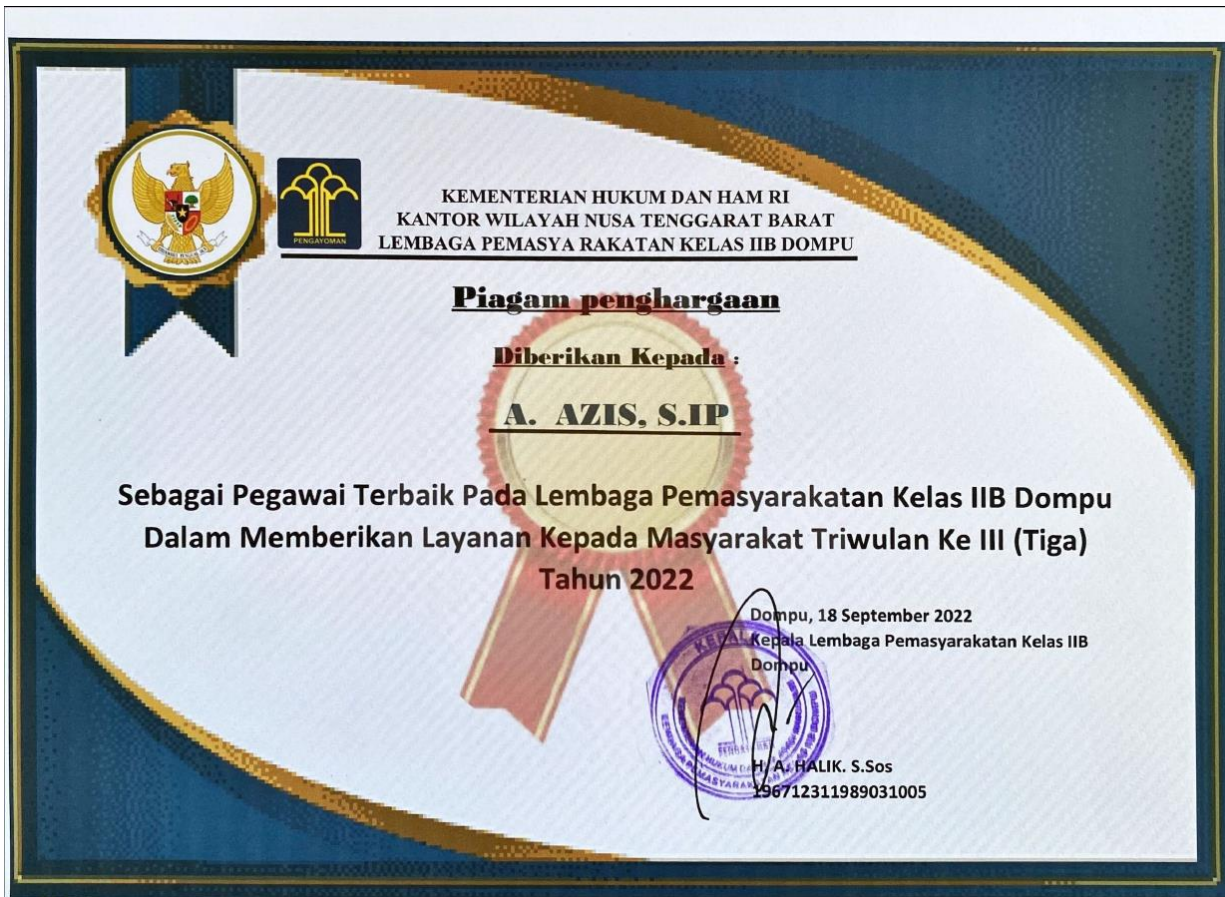 KEMENTERIAN HUKUM DAN HAM RI
KANTOR WILAYAH NUSA TENGGARAT BARAT
LEMBAGA PEMASYA RAKATAN KELAS IIB DOMPU
PENGAYOMAN
Piagam penghargaan
Diberikan Kepada :
A. AZIS, S.IP
Sebagai Pegawai Terbaik Pada Lembaga Pemasyarakatan Kelas IIB Dompu
Dalam Memberikan Layanan Kepada Masyarakat Triwulan Ke III (Tiga)
Tahun 2022
Dompu, 18 September 2022
Kepala Lembaga Pemasyarakatan Kelas IIB
Dompu
KEPALA
H. A. HALIK. S.Sos
196712311989031005